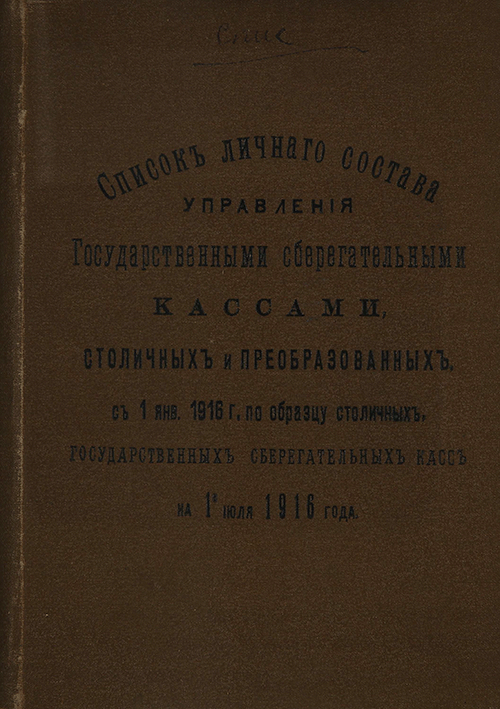 Списокъ личнаго состава
УПРАВЛЕНІЯ
Государственными сберегательными
КАССАМИ,
СТОЛИЧНЫХЪ и ПРЕОБРАЗОВАННЫХЪ,
съ 1 янв. 1916 г. по образцу столичныхъ,
ГОСУДАРСТВЕННЫХЪ СБЕРЕГАТЕЛЬНЫХЪ КАССЪ
на 1е іюля 1916 года.